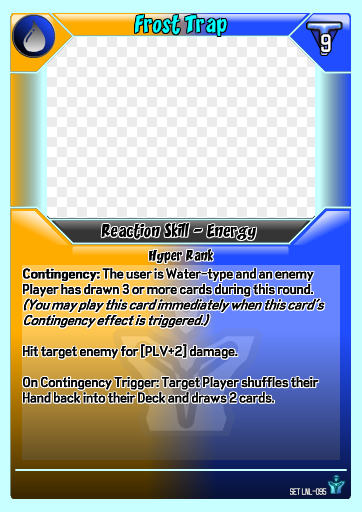 Frost Trap
9
Reaction Skill - Energy
Hyper Rank
Contingency: The user is Water-type and an enemy
Player has drawn 3 or more cards during this round.
(You may play this card immediately when this card's
Contingency effect is triggered.)
Hit target enemy for [PLV+2] damage.
On Contingency Trigger: Target Player shuffles their
Hand back into their Deck and draws 2 cards.
SET LNL-095